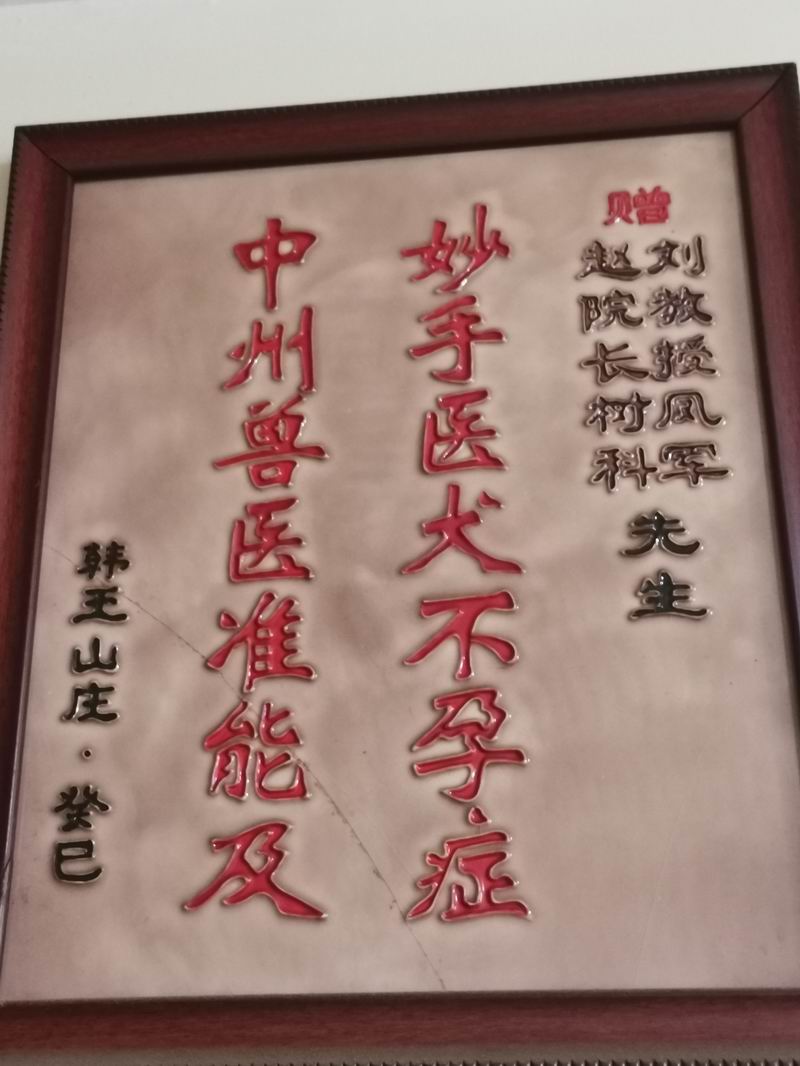 赠
刘教授凤军
赵院长树科
先生
妙手医犬不孕症
中州兽医准能及
韩王山庄·癸巳